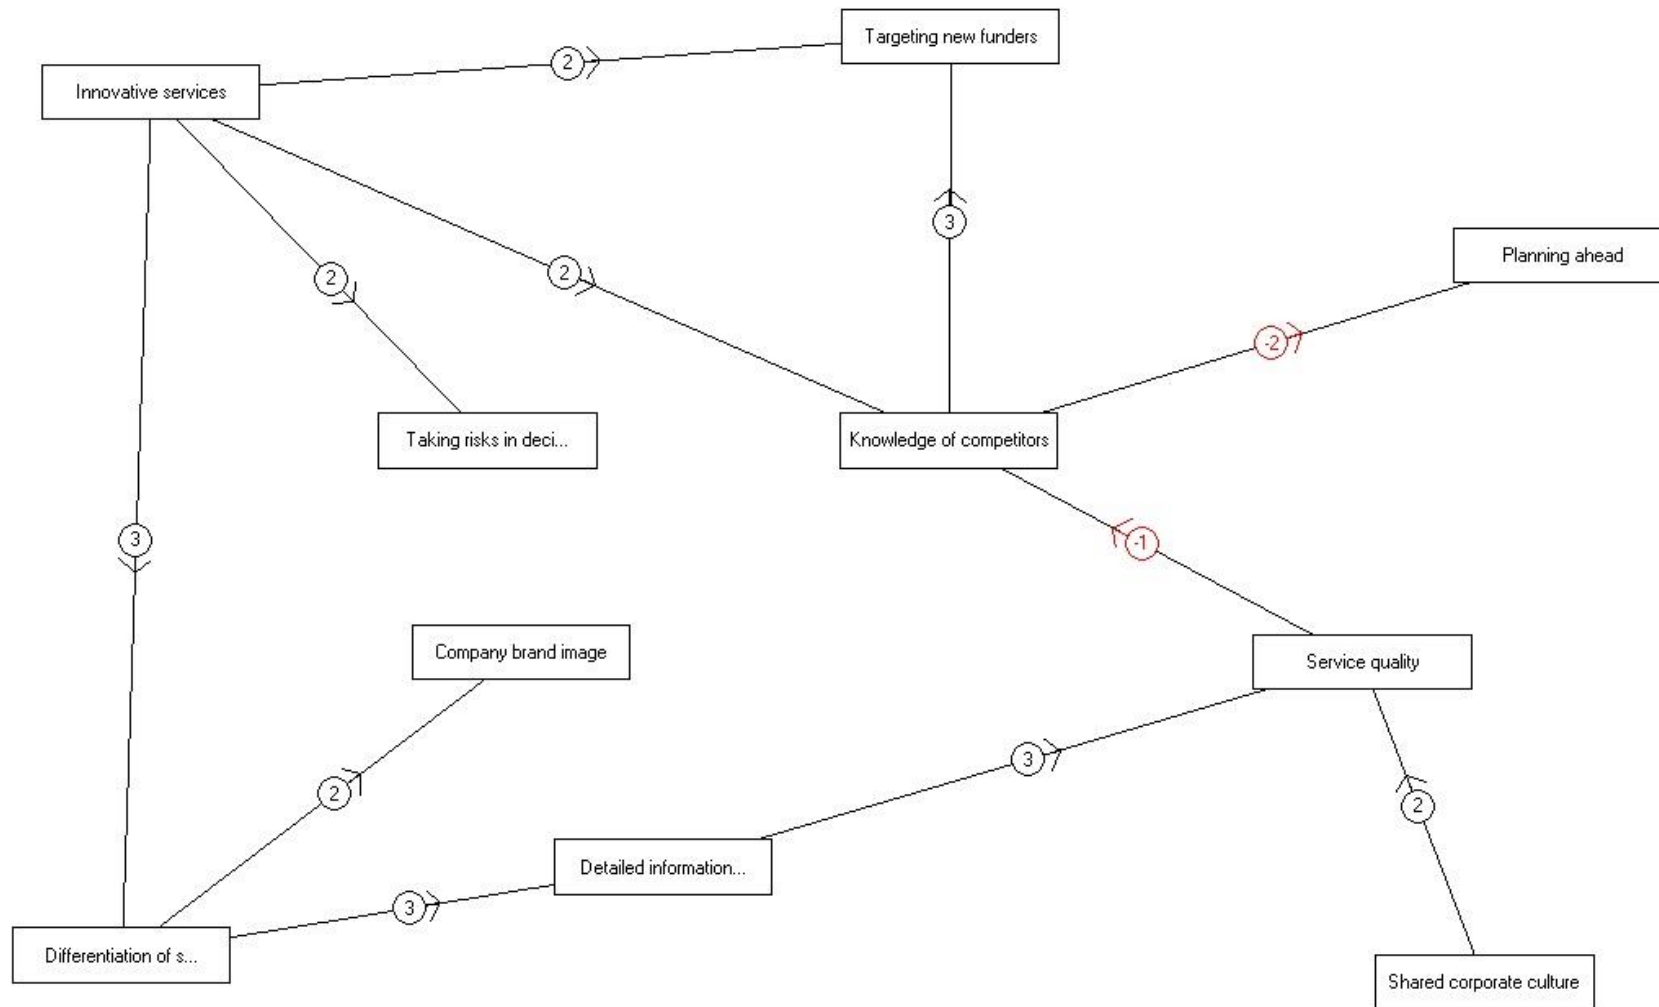 Targeting new funders
2
Innovative services
3
Planning ahead
2
2
-2
Taking risks in deci...
Knowledge of competitors
3
-1
Company brand image
Service quality
3
2
2
Detailed information...
3
Differentiation of s...
Shared corporate culture